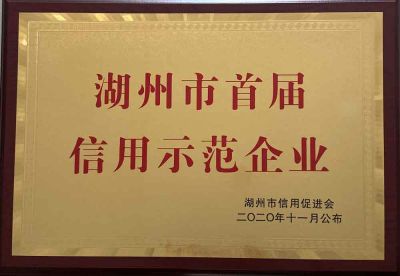 湖州市首届
信用示范企业
湖州市信用促进会
二〇二〇年十一月公布